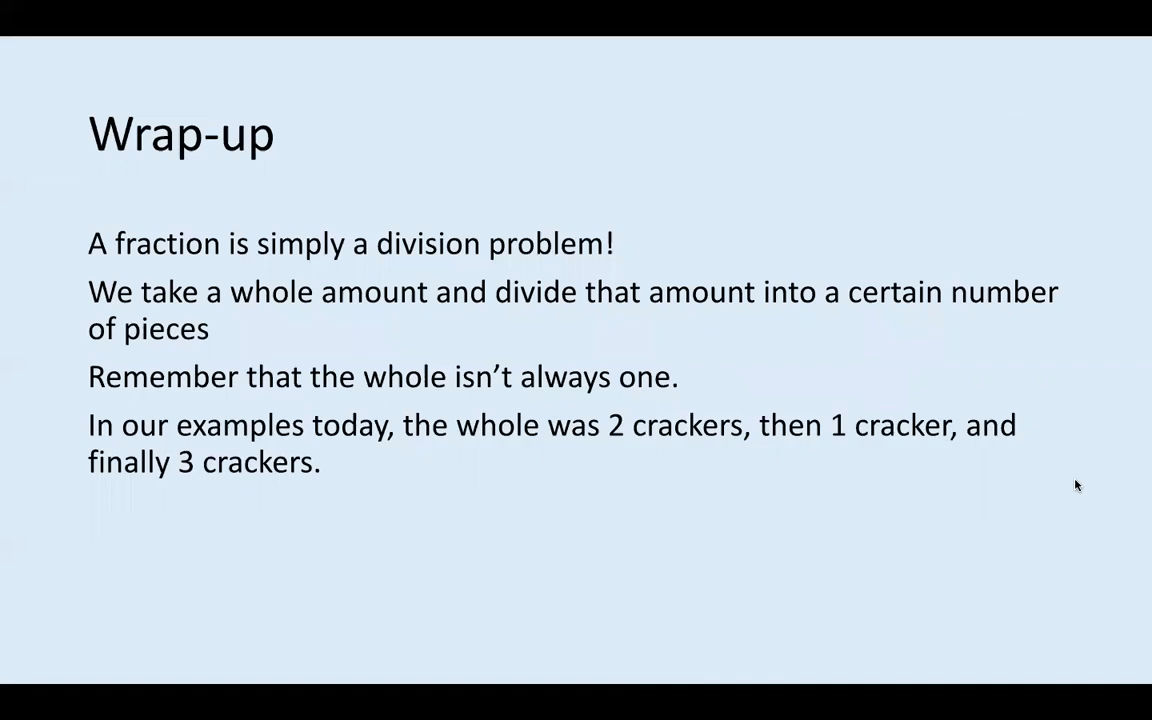 Wrap-up
A fraction is simply a division problem!
We take a whole amount and divide that amount into a certain number
of pieces
Remember that the whole isn’t always one.
In our examples today, the whole was 2 crackers, then 1 cracker, and
finally 3 crackers.